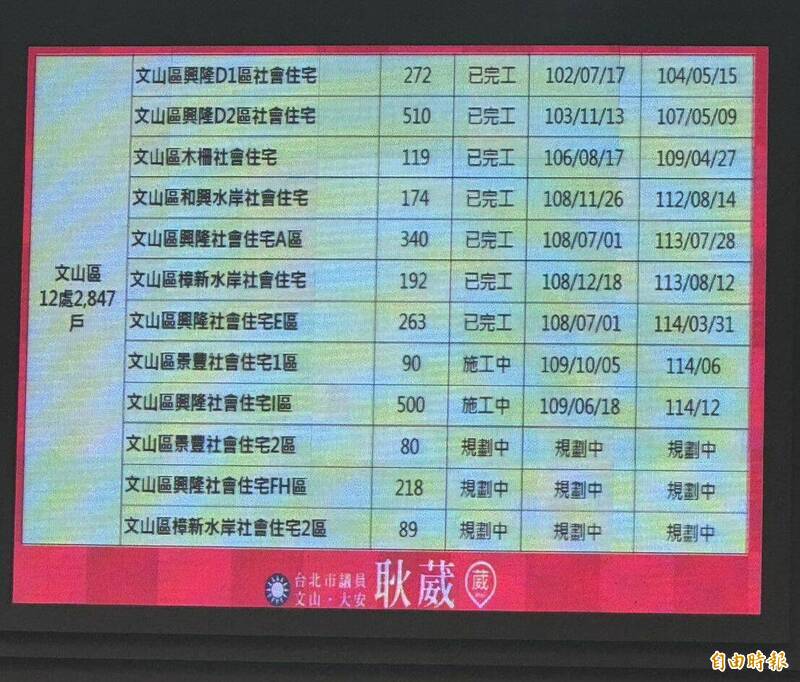 文山區興隆D1區社會住宅 272 已完工 102/07/17 104/05/15
文山區興隆D2區社會住宅 510 已完工 103/11/13 107/05/09
文山區木柵社會住宅 119 已完工 106/08/17 109/04/27
文山區和興水岸社會住宅 174 已完工 108/11/26 112/08/14
文山區興隆社會住宅A區 340 已完工 108/07/01 113/07/28
文山區樟新水岸社會住宅 192 已完工 108/12/18 113/08/12
文山區
12處2,847
戶
文山區興隆社會住宅E區 263 已完工 108/07/01 114/03/31
文山區景豐社會住宅1區 90 施工中 109/10/05 114/06
文山區興隆社會住宅I區 500 施工中 109/06/18 114/12
文山區景豐社會住宅2區 80 規劃中 規劃中 規劃中
文山區興隆社會住宅FH區 218 規劃中 規劃中 規劃中
文山區樟新水岸社會住宅2區 89 規劃中 規劃中 規劃中
台北市議員
文山·大安
耿葳
葳
自由時報